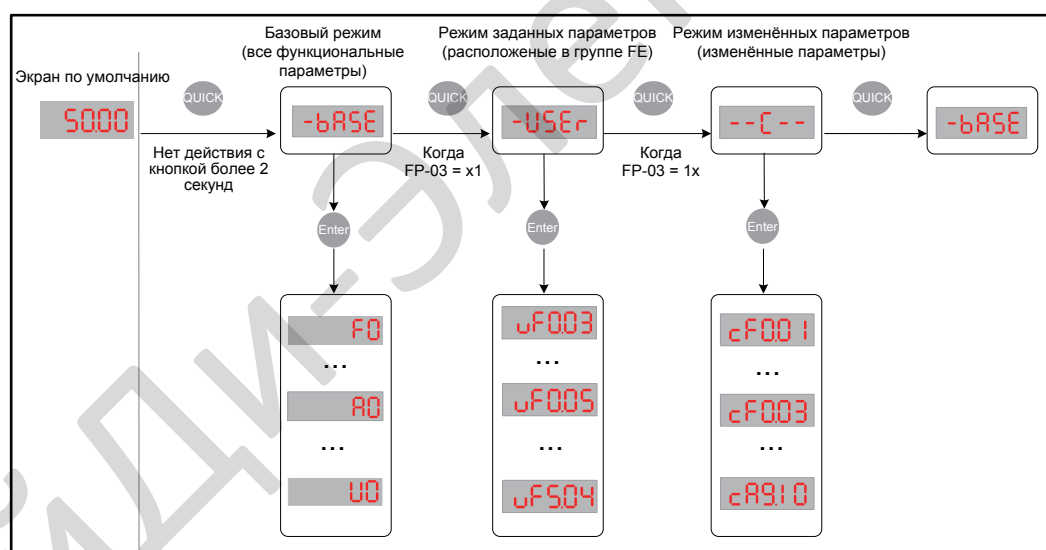 Базовый режим
(все функциональные
параметры)
Режим заданных параметров
(расположеные в группе FE)
Режим изменённых параметров
(изменённые параметры)
Экран по умолчанию
QUICK
QUICK
QUICK
QUICK
50.00
-bASE
-USEr
--C--
-bASE
Нет действия с
кнопкой более 2
секунд
Когда
FP-03 = x1
Когда
FP-03 = 1x
Enter
Enter
Enter
F0
...
A0
...
U0
uF0.03
...
uF0.05
...
uF5.04
cF0.01
...
cF0.03
...
cA9.10
йДи-Элек